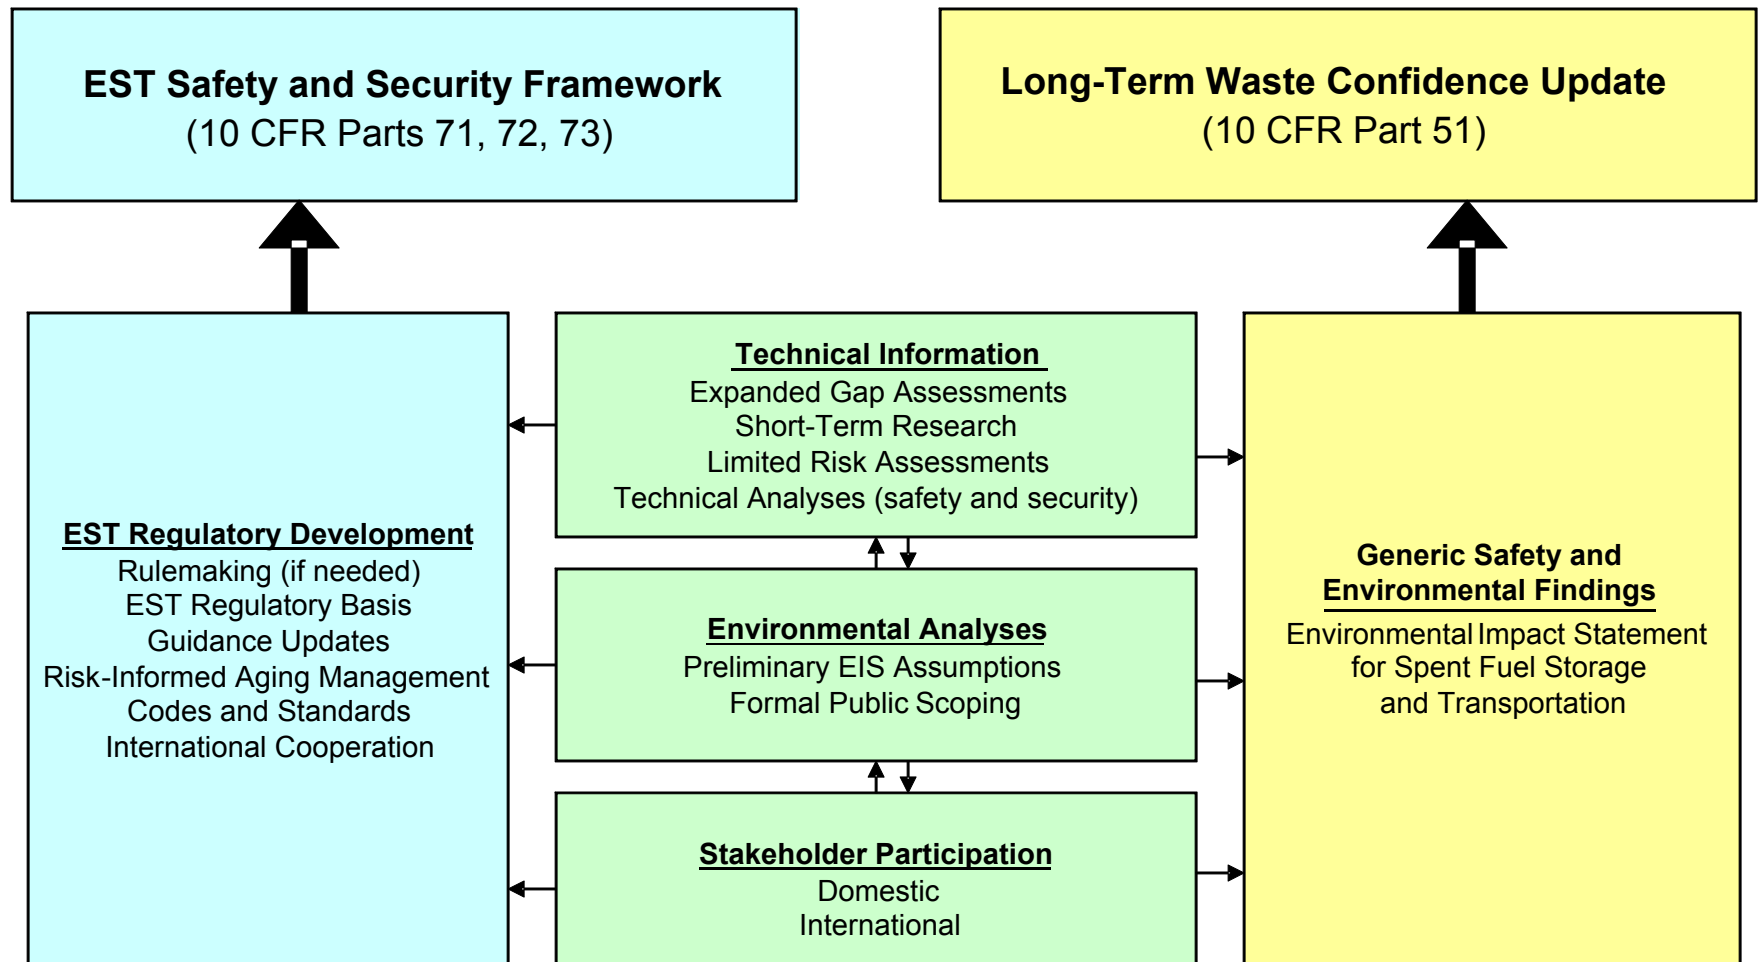 EST Safety and Security Framework
(10 CFR Parts 71, 72, 73)
Long-Term Waste Confidence Update
(10 CFR Part 51)
EST Regulatory Development
Rulemaking (if needed)
EST Regulatory Basis
Guidance Updates
Risk-Informed Aging Management
Codes and Standards
International Cooperation
Technical Information
Expanded Gap Assessments
Short-Term Research
Limited Risk Assessments
Technical Analyses (safety and security)
Environmental Analyses
Preliminary EIS Assumptions
Formal Public Scoping
Stakeholder Participation
Domestic
International
Generic Safety and
Environmental Findings
Environmental Impact Statement
for Spent Fuel Storage
and Transportation